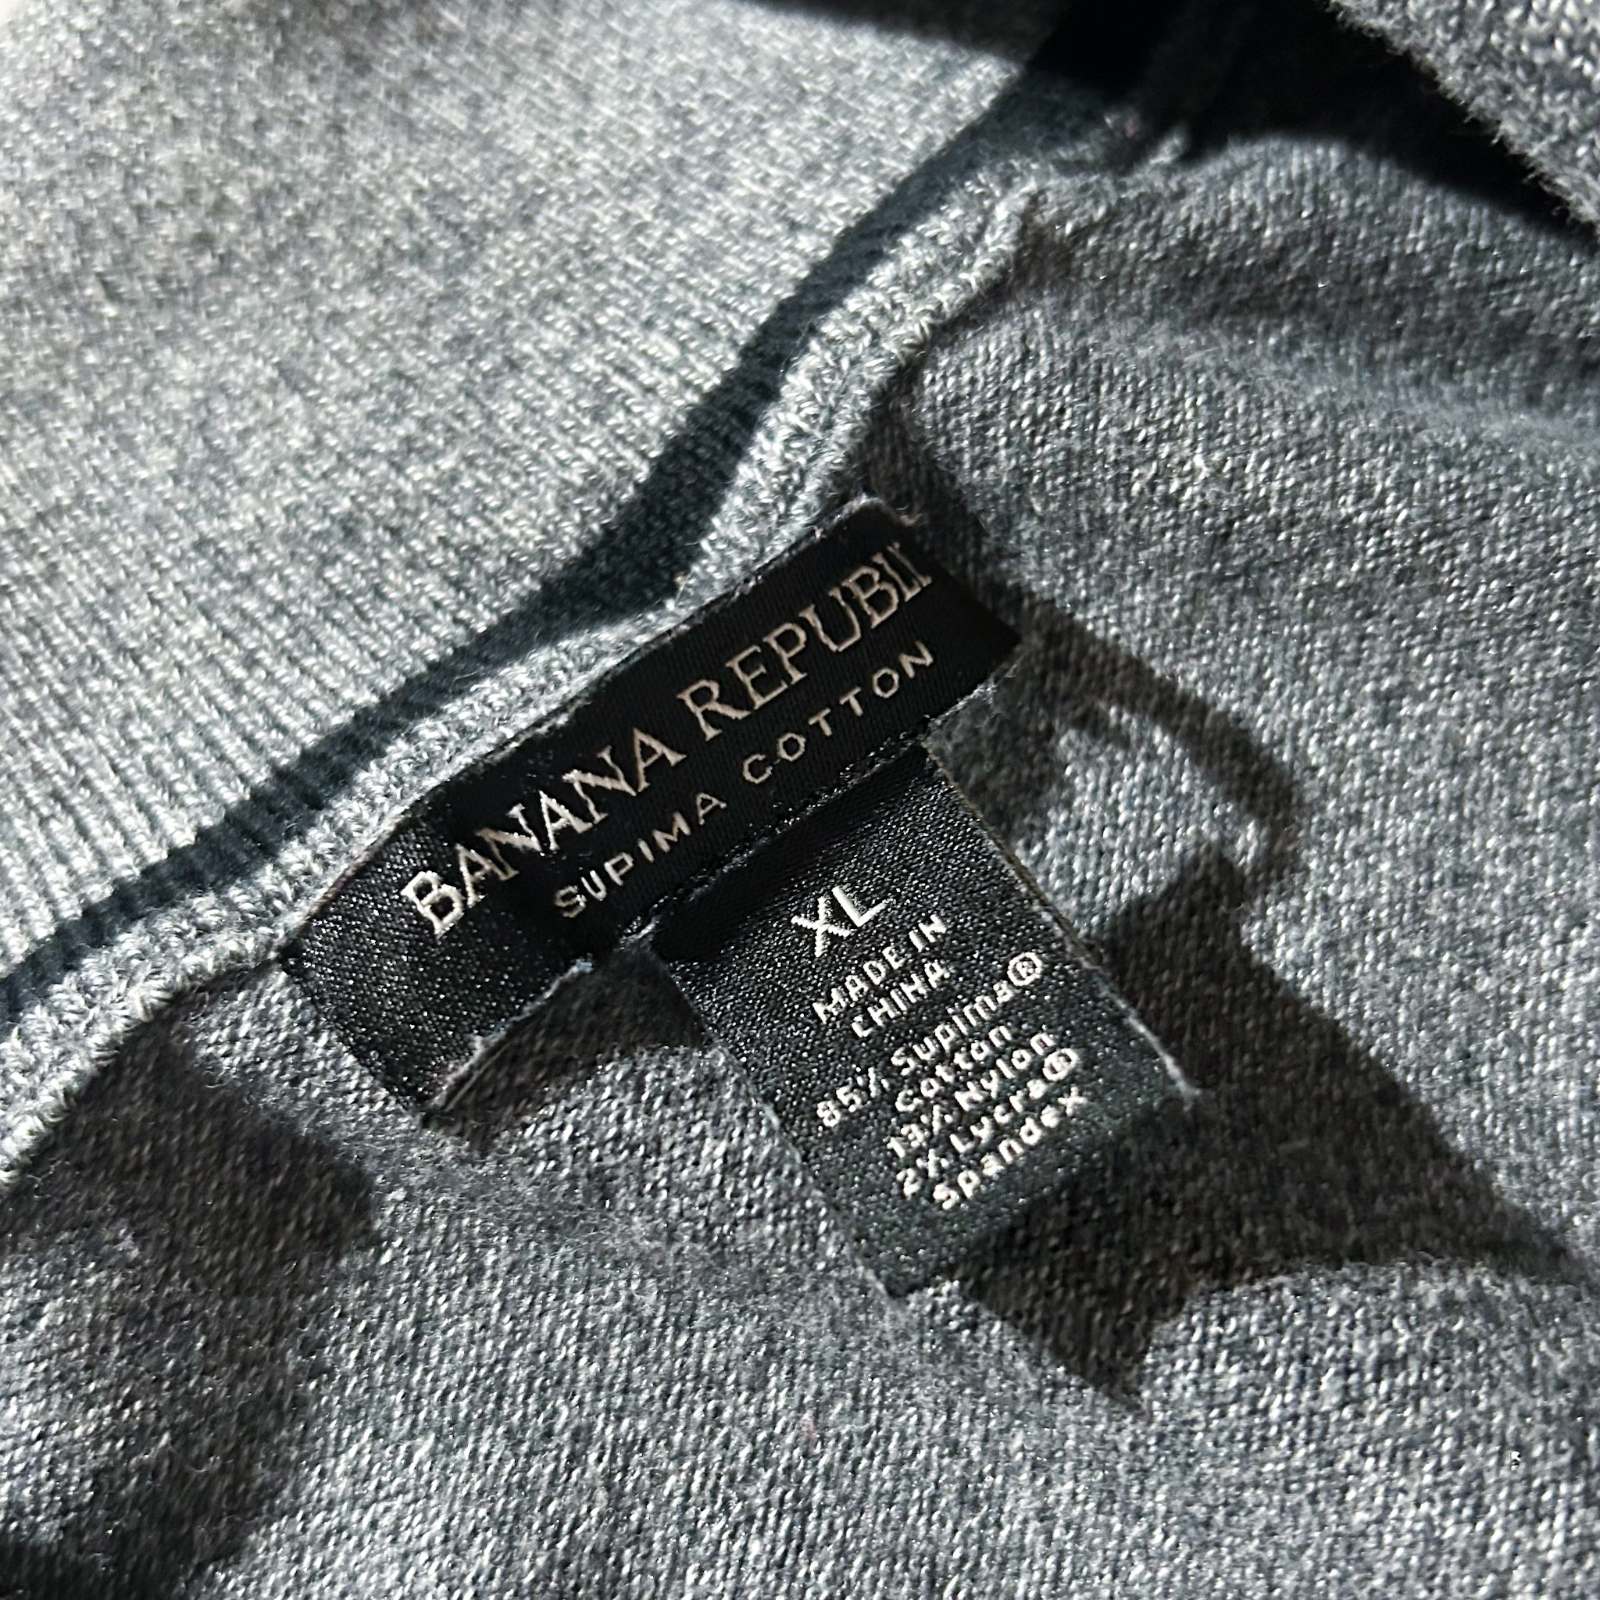 BANANA REPUBLI
SUPIMA COTTON
XL
MADE IN
CHINA
85% Supima®
Cotton
13% Nylon
2% Lycra®
Spandex